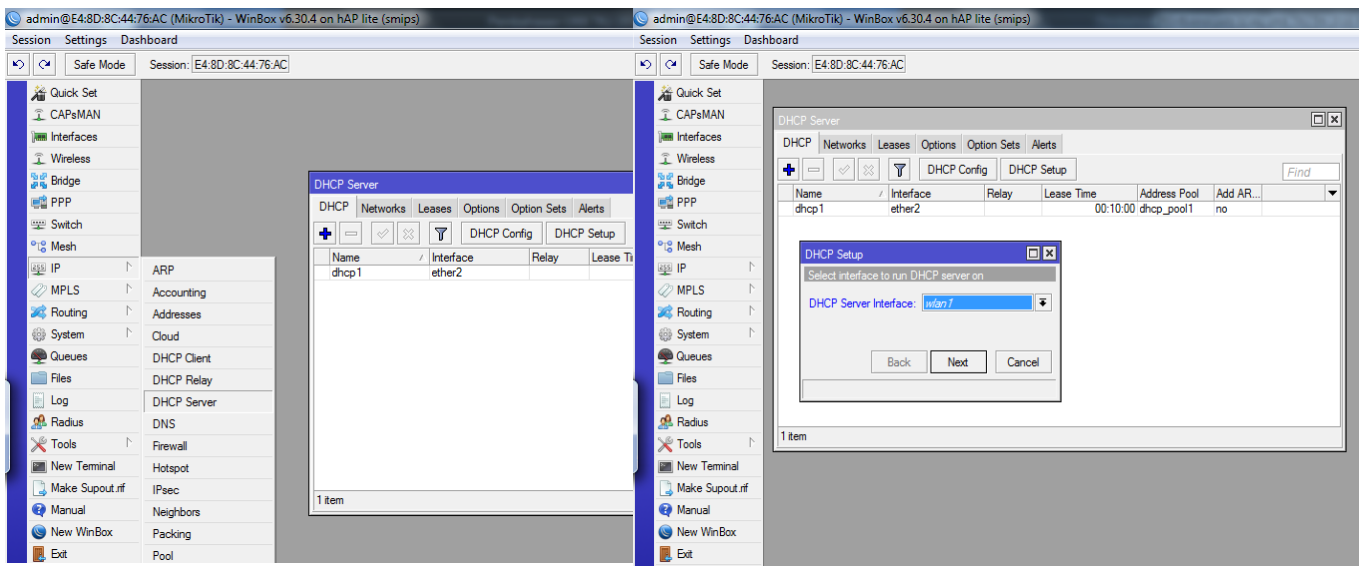 admin@E4:8D:8C:44:76:AC (MikroTik) - WinBox v6.30.4 on hAP lite (smips)
Session Settings Dashboard
Safe Mode Session: E4:8D:8C:44:76:AC
Quick Set
CAPsMAN
Interfaces
Wireless
Bridge
PPP
Switch
Mesh
IP
MPLS
Routing
System
Queues
Files
Log
Radius
Tools
New Terminal
Make Supout.rif
Manual
New WinBox
Exit
ARP
Accounting
Addresses
Cloud
DHCP Client
DHCP Relay
DHCP Server
DNS
Firewall
Hotspot
IPsec
Neighbors
Packing
Pool
DHCP Server
DHCP Networks Leases Options Option Sets Alerts
DHCP Config DHCP Setup
Name / Interface Relay Lease Ti
dhcp1 ether2
1 item
admin@E4:8D:8C:44:76:AC (MikroTik) - WinBox v6.30.4 on hAP lite (smips)
Session Settings Dashboard
Safe Mode Session: E4:8D:8C:44:76:AC
Quick Set
CAPsMAN
Interfaces
Wireless
Bridge
PPP
Switch
Mesh
IP
MPLS
Routing
System
Queues
Files
Log
Radius
Tools
New Terminal
Make Supout.rif
Manual
New WinBox
Exit
DHCP Server
DHCP Networks Leases Options Option Sets Alerts
DHCP Config DHCP Setup Find
Name / Interface Relay Lease Time Address Pool Add AR...
dhcp1 ether2 00:10:00 dhcp_pool1 no
DHCP Setup
Select interface to run DHCP server on
DHCP Server Interface: wlan1
Back Next Cancel
1 item